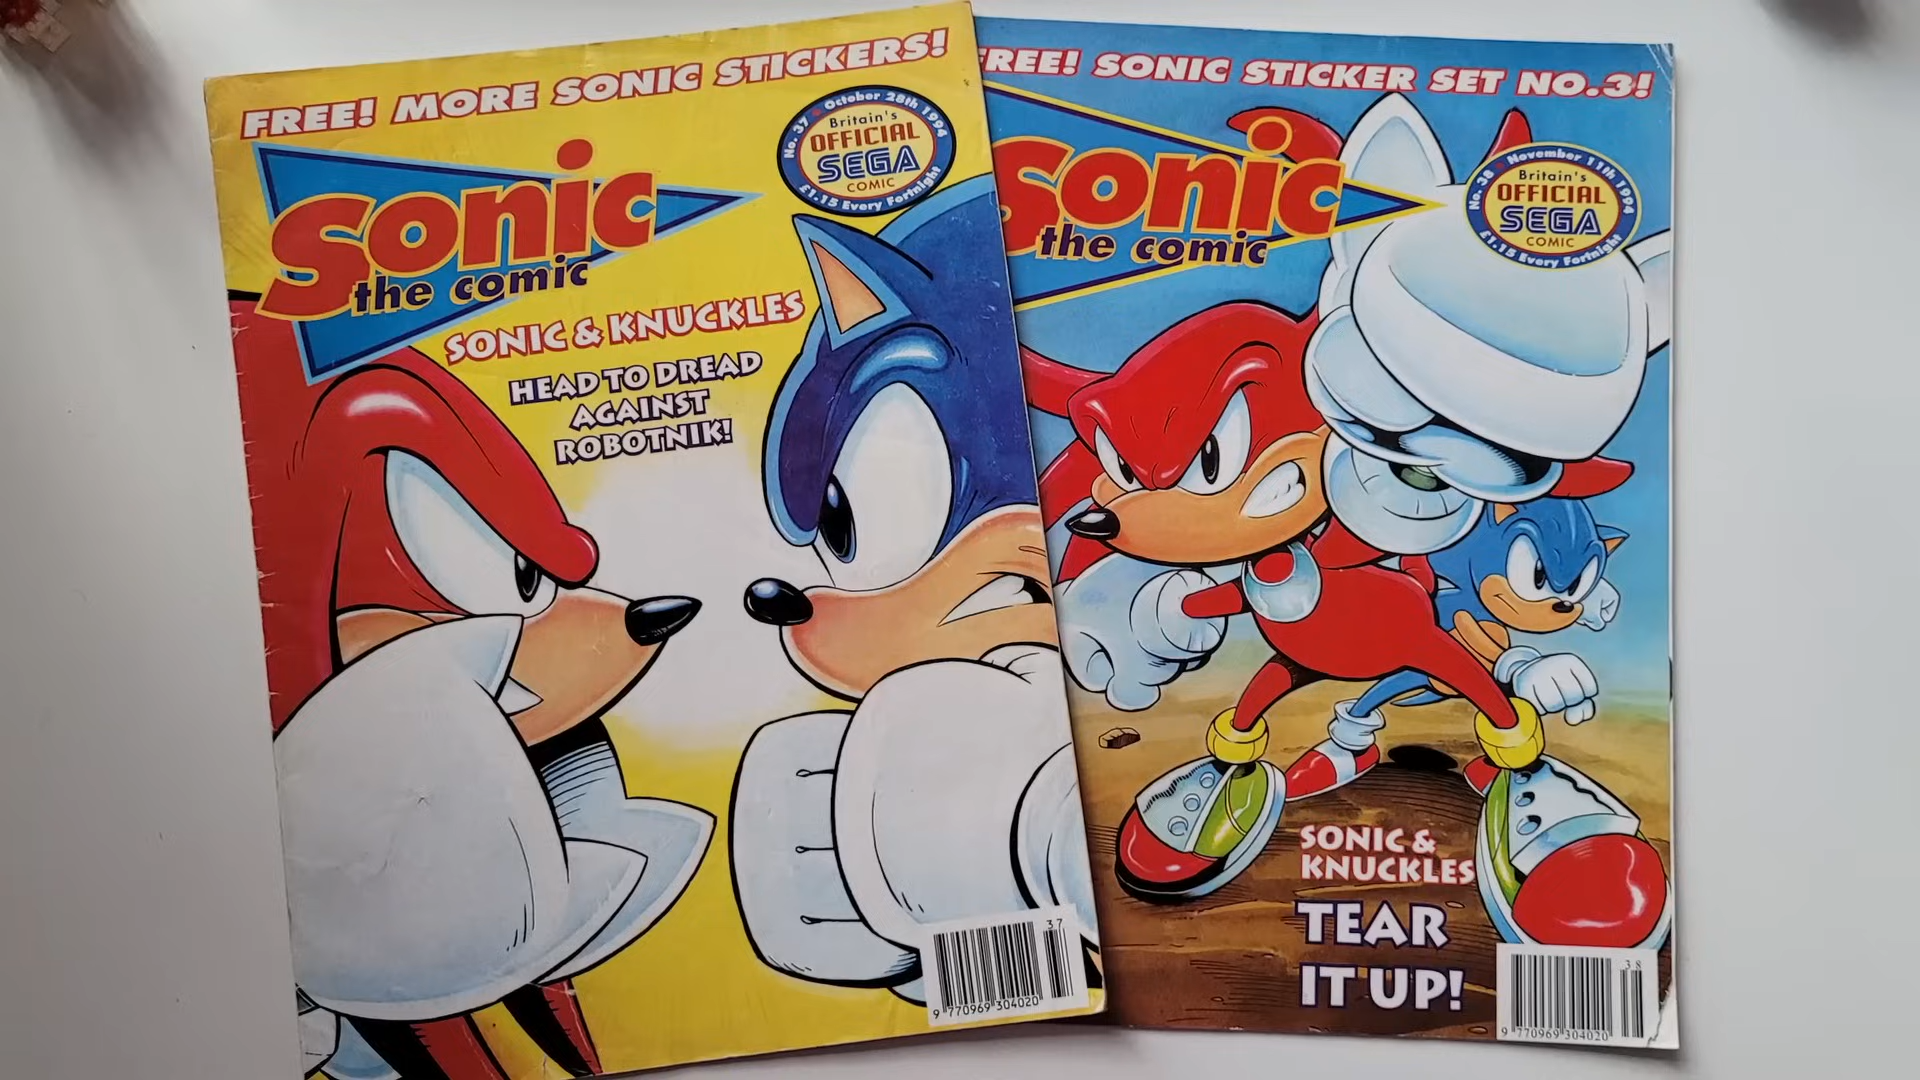 FREE! MORE SONIC STICKERS!
No. 37 • October 28th 1994
Britain's
OFFICIAL
SEGA
COMIC
£1.15 Every Fortnight
sonic
the comic
SONIC & KNUCKLES
HEAD TO DREAD
AGAINST
ROBOTNIK!
37
9 770969 304020
FREE! SONIC STICKER SET NO.3!
No. 38 • November 11th 1994
Britain's
OFFICIAL
SEGA
COMIC
£1.15 Every Fortnight
sonic
the comic
SONIC &
KNUCKLES
TEAR
IT UP!
38
9 770969 304020